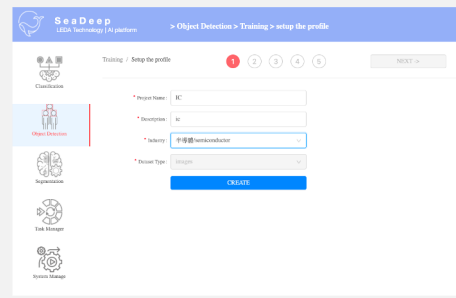 SeaDeep
LEDA Technology | AI platform
> Object Detection > Training > setup the profile
Training / Setup the profile
1 2 3 4 5
NEXT →
Classification
Object Detection
Segmentation
Task Manager
System Manage
* Project Name: IC
* Description: ic
* Industry: 半導體/semiconductor
* Dataset Type: images
CREATE